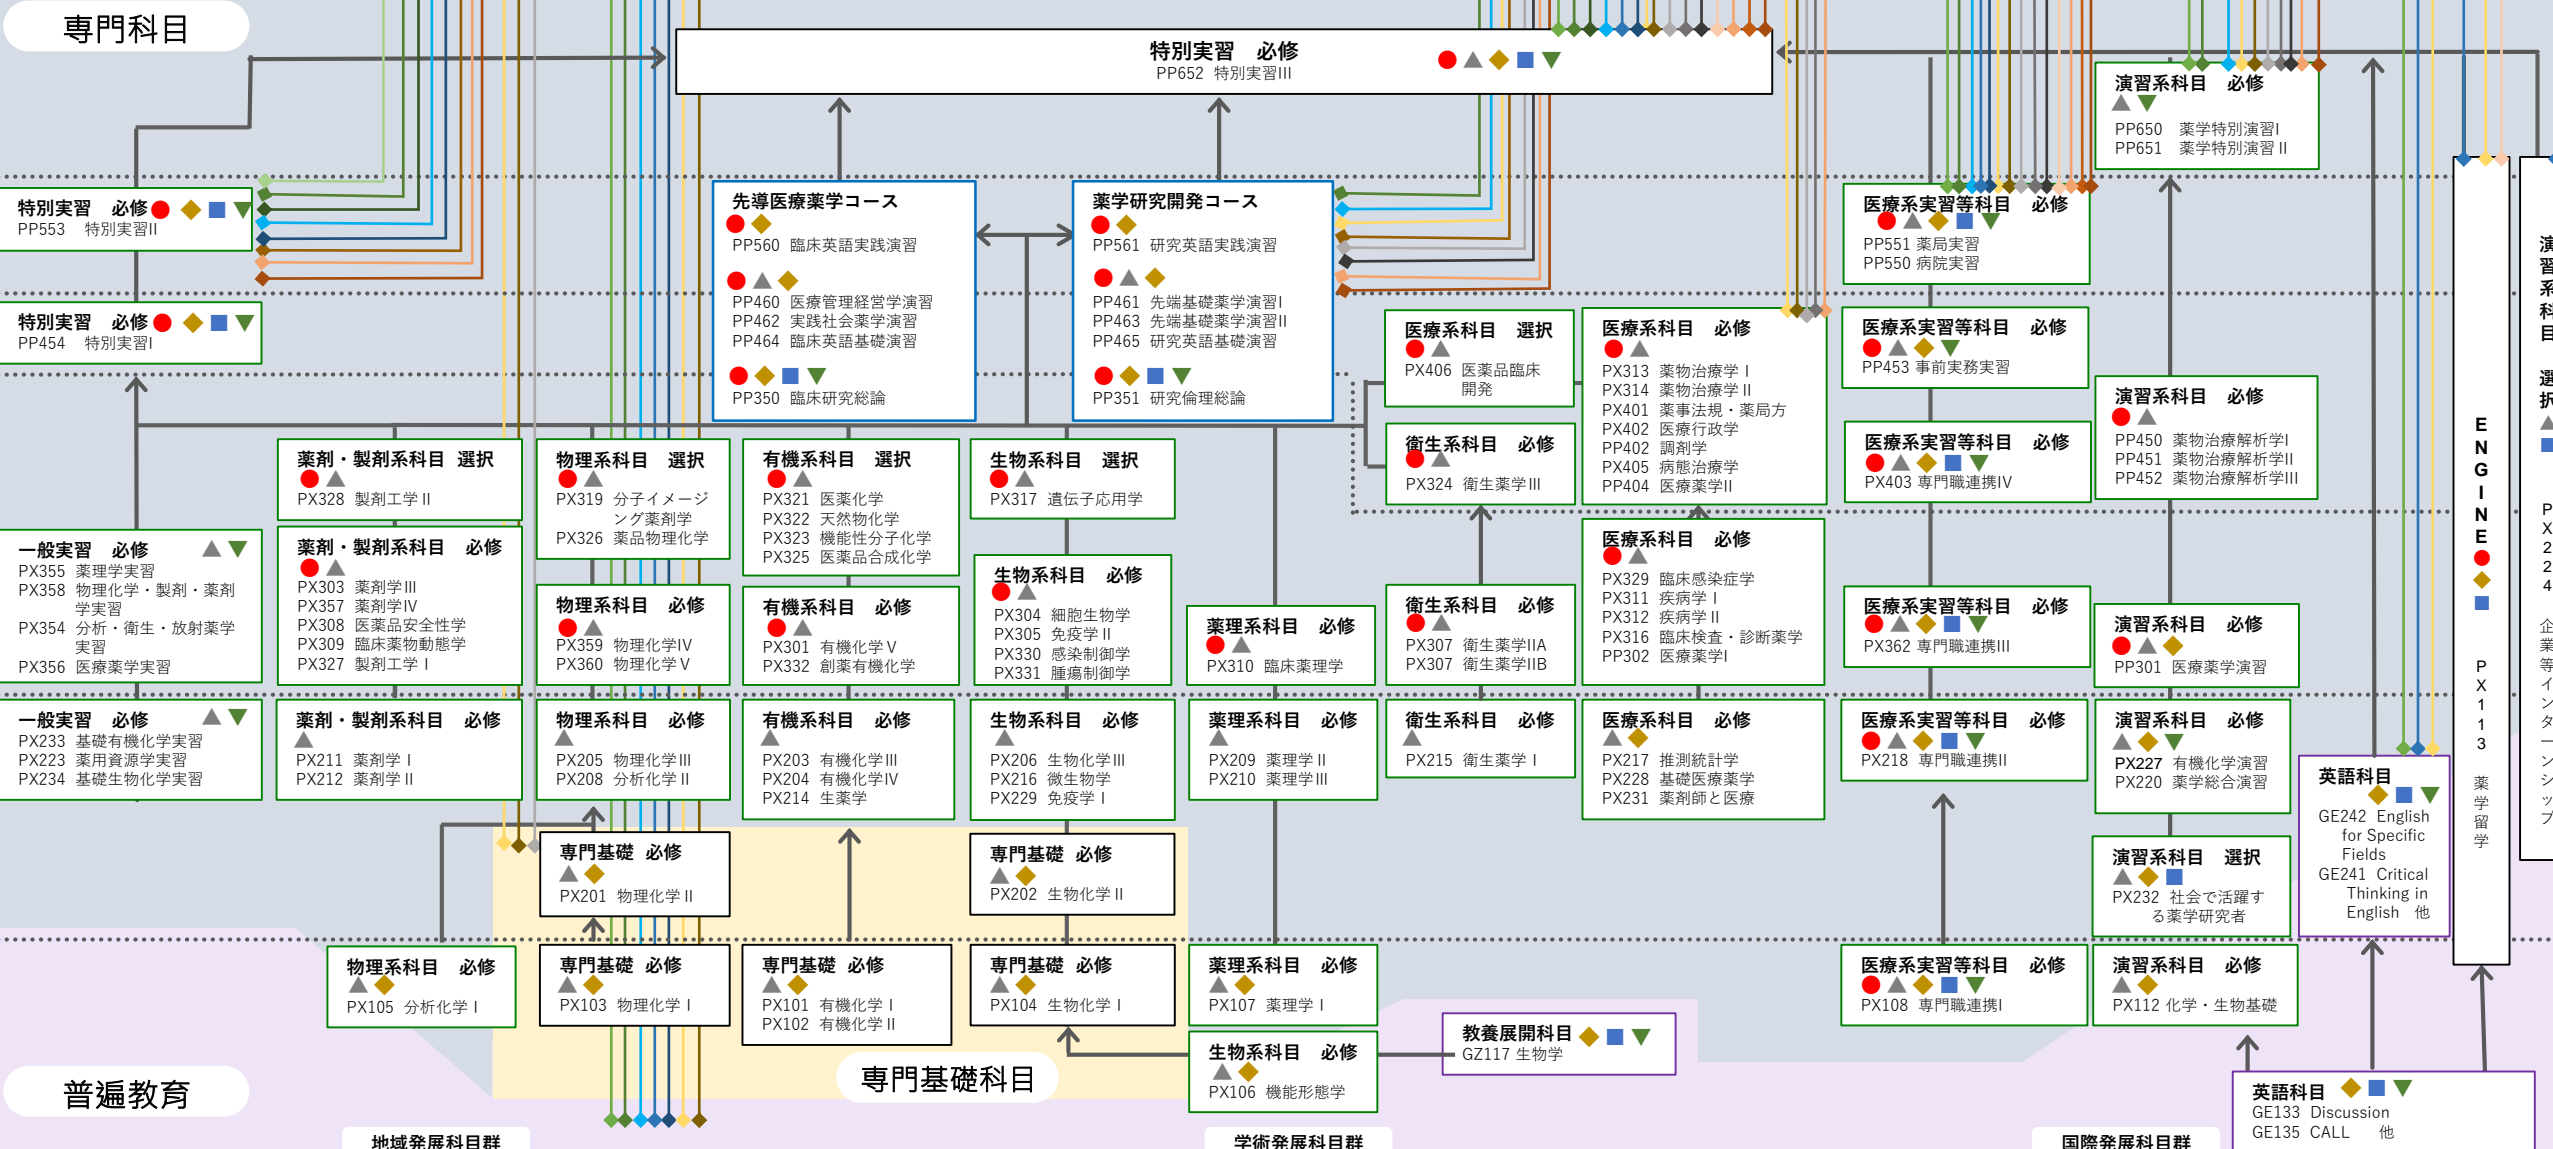 専門科目
特別実習　必修
PP652 特別実習III
演習系科目　必修
PP650　薬学特別演習I
PP651　薬学特別演習Ⅱ
特別実習　必修
PP553　特別実習II
特別実習　必修
PP454　特別実習I
先導医療薬学コース
PP560 臨床英語実践演習
PP460 医療管理経営学演習
PP462 実践社会薬学演習
PP464 臨床英語基礎演習
PP350 臨床研究総論
薬学研究開発コース
PP561 研究英語実践演習
PP461 先端基礎薬学演習I
PP463 先端基礎薬学演習II
PP465 研究英語基礎演習
PP351 研究倫理総論
医療系実習等科目　必修
PP551 薬局実習
PP550 病院実習
医療系科目　選択
PX406 医薬品臨床
開発
医療系科目　必修
PX313 薬物治療学Ⅰ
PX314 薬物治療学Ⅱ
PX401 薬事法規・薬局方
PX402 医療行政学
PP402 調剤学
PX405 病態治療学
PP404 医療薬学II
医療系実習等科目　必修
PP453 事前実務実習
医療系実習等科目　必修
PX403 専門職連携IV
演習系科目　必修
PP450 薬物治療解析学I
PP451 薬物治療解析学II
PP452 薬物治療解析学III
衛生系科目　必修
PX324 衛生薬学III
薬剤・製剤系科目 選択
PX328 製剤工学Ⅱ
物理系科目　選択
PX319 分子イメージ
ング薬剤学
PX326 薬品物理化学
有機系科目　選択
PX321 医薬化学
PX322 天然物化学
PX323 機能性分子化学
PX325 医薬品合成化学
生物系科目　選択
PX317 遺伝子応用学
一般実習　必修
PX355 薬理学実習
PX358 物理化学・製剤・薬剤
学実習
PX354 分析・衛生・放射薬学
実習
PX356 医療薬学実習
薬剤・製剤系科目　必修
PX303 薬剤学III
PX357 薬剤学IV
PX308 医薬品安全性学
PX309 臨床薬物動態学
PX327 製剤工学Ⅰ
物理系科目　必修
PX359 物理化学IV
PX360 物理化学Ⅴ
有機系科目　必修
PX301 有機化学Ⅴ
PX332 創薬有機化学
生物系科目　必修
PX304 細胞生物学
PX305 免疫学Ⅱ
PX330 感染制御学
PX331 腫瘍制御学
薬理系科目　必修
PX310 臨床薬理学
衛生系科目　必修
PX307 衛生薬学IIA
PX307 衛生薬学IIB
医療系科目　必修
PX329 臨床感染症学
PX311 疾病学Ⅰ
PX312 疾病学Ⅱ
PX316 臨床検査・診断薬学
PP302 医療薬学I
医療系実習等科目　必修
PX362 専門職連携III
演習系科目　必修
PP301 医療薬学演習
一般実習　必修
PX233 基礎有機化学実習
PX223 薬用資源学実習
PX234 基礎生物化学実習
薬剤・製剤系科目　必修
PX211 薬剤学Ⅰ
PX212 薬剤学Ⅱ
物理系科目　必修
PX205 物理化学III
PX208 分析化学Ⅱ
有機系科目　必修
PX203 有機化学III
PX204 有機化学IV
PX214 生薬学
生物系科目　必修
PX206 生物化学III
PX216 微生物学
PX229 免疫学Ⅰ
薬理系科目　必修
PX209 薬理学Ⅱ
PX210 薬理学III
衛生系科目　必修
PX215 衛生薬学Ⅰ
医療系科目　必修
PX217 推測統計学
PX228 基礎医療薬学
PX231 薬剤師と医療
医療系実習等科目　必修
PX218 専門職連携II
演習系科目　必修
PX227 有機化学演習
PX220 薬学総合演習
演習系科目　選択
PX232 社会で活躍す
る薬学研究者
英語科目
GE242 English
for Specific
Fields
GE241 Critical
Thinking in
English　他
ENGINE
PX113 薬学留学
演習系科目　選択
PX224 企業等インターンシップ
専門基礎 必修
PX201 物理化学Ⅱ
専門基礎 必修
PX202 生物化学Ⅱ
物理系科目　必修
PX105 分析化学Ⅰ
専門基礎 必修
PX103 物理化学Ⅰ
専門基礎 必修
PX101 有機化学Ⅰ
PX102 有機化学Ⅱ
専門基礎 必修
PX104 生物化学Ⅰ
薬理系科目　必修
PX107 薬理学Ⅰ
医療系実習等科目　必修
PX108 専門職連携I
演習系科目　必修
PX112 化学・生物基礎
生物系科目　必修
PX106 機能形態学
教養展開科目
GZ117 生物学
専門基礎科目
普遍教育
英語科目
GE133 Discussion
GE135 CALL　他
地域発展科目群
学術発展科目群
国際発展科目群